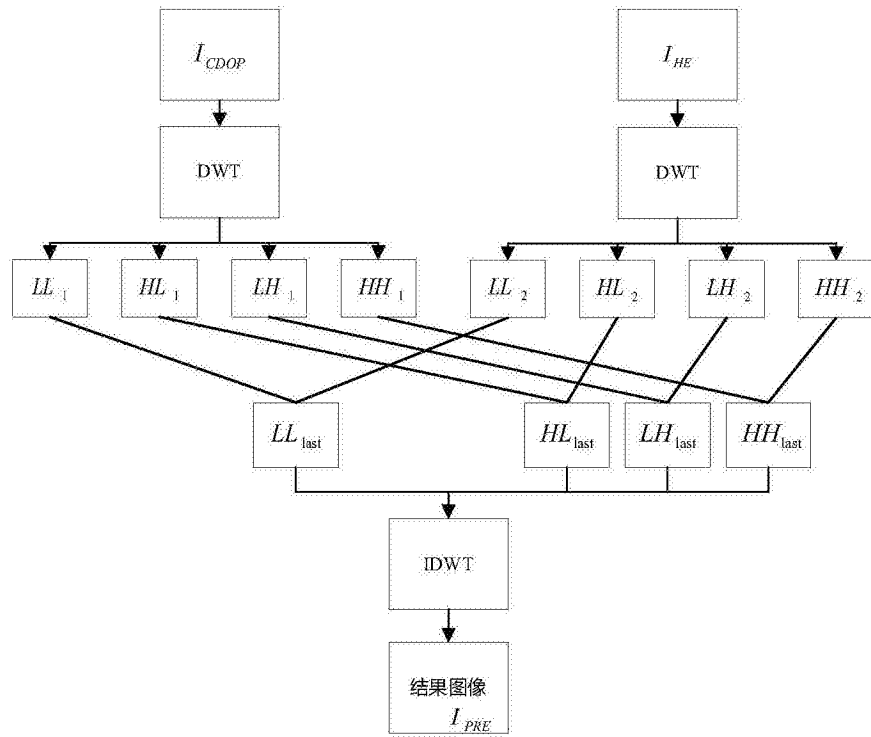 I_CDOP
I_HE
DWT
DWT
LL_1 HL_1 LH_1 HH_1 LL_2 HL_2 LH_2 HH_2
LL_last HL_last LH_last HH_last
IDWT
结果图像
I_PRE